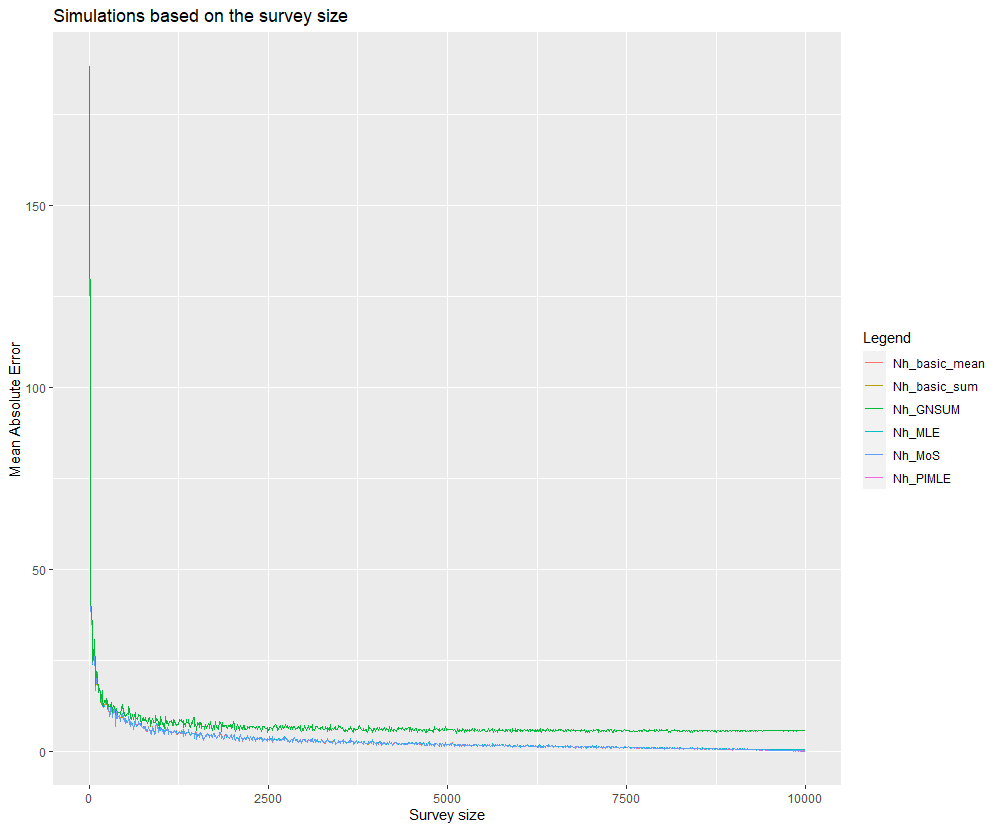 Simulations based on the survey size
Mean Absolute Error
150
100
50
0
0
2500
5000
7500
10000
Survey size
Legend
Nh_basic_mean
Nh_basic_sum
Nh_GNSUM
Nh_MLE
Nh_MoS
Nh_PIMLE